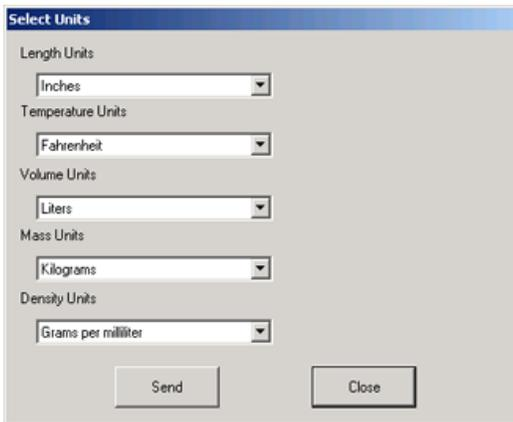 Select Units
Length Units
Inches
Temperature Units
Fahrenheit
Volume Units
Liters
Mass Units
Kilograms
Density Units
Grams per milliliter
Send Close